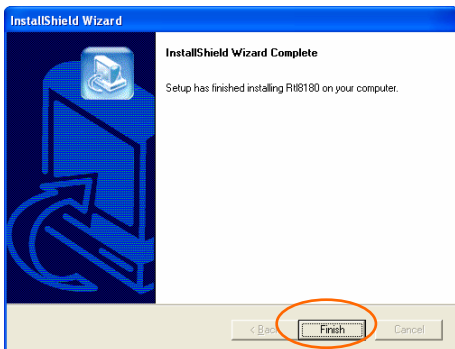 InstallShield Wizard
InstallShield Wizard Complete
Setup has finished installing Rtl8180 on your computer.
< Back
Finish
Cancel